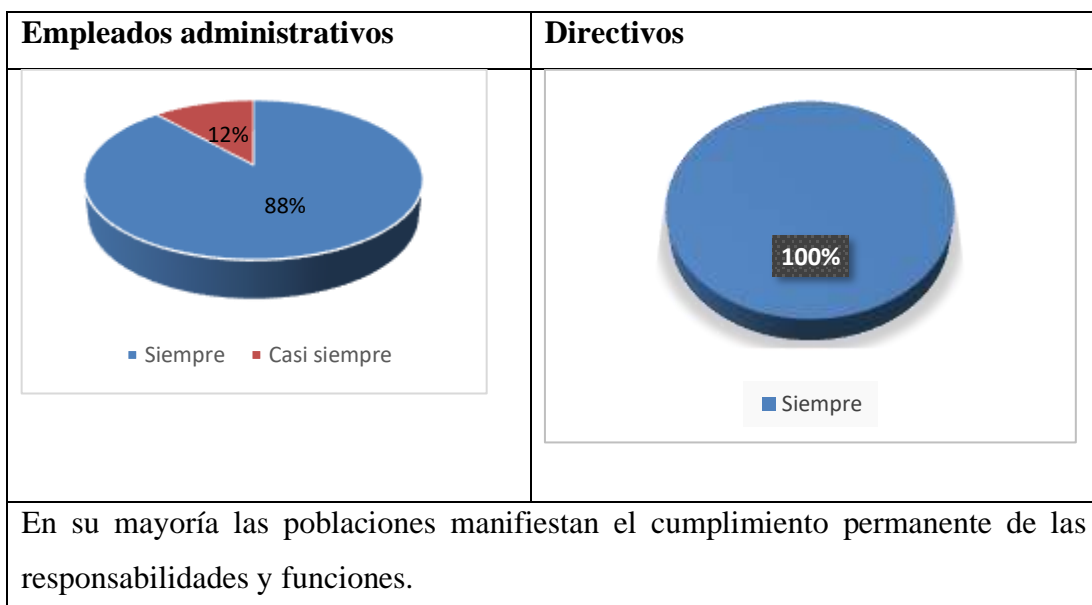 Empleados administrativos
Directivos
12%
88%
Siempre Casi siempre
100%
Siempre
En su mayoría las poblaciones manifiestan el cumplimiento permanente de las
responsabilidades y funciones.